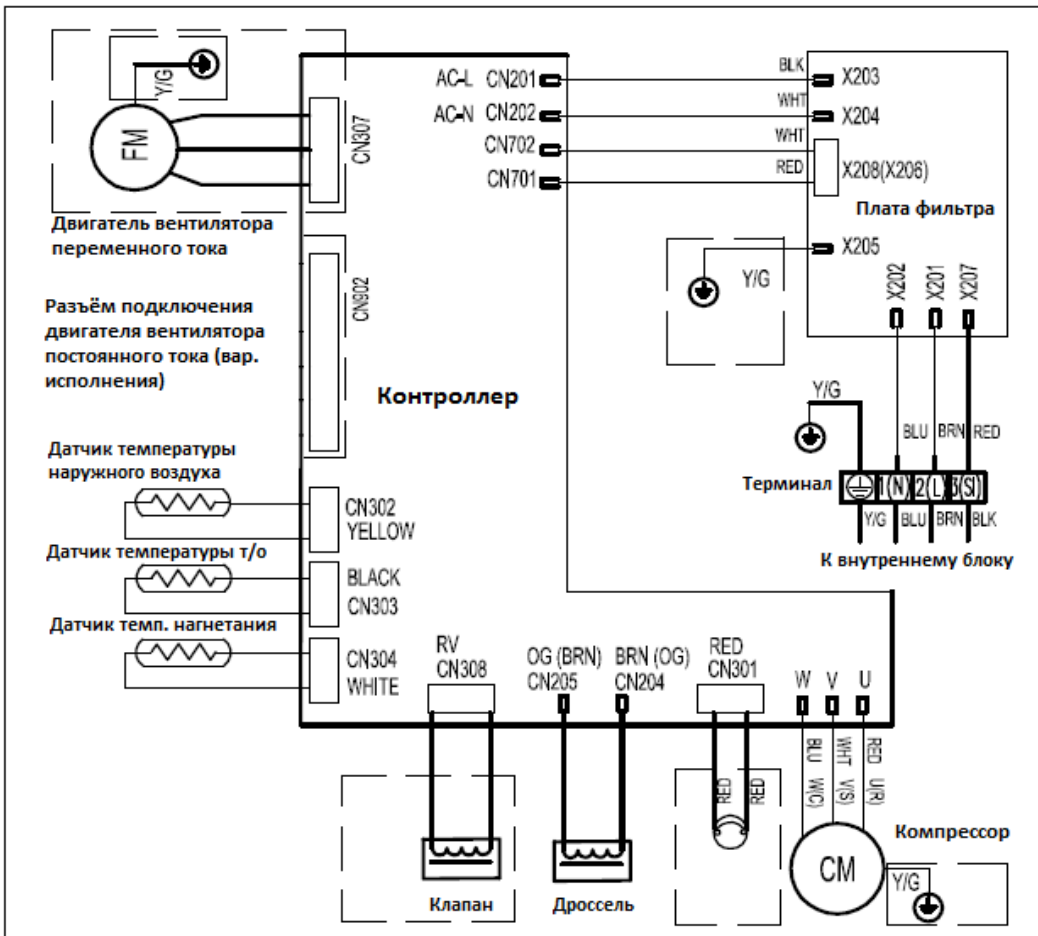 Y/G
FM
CN307
Двигатель вентилятора
переменного тока
CN902
Разъём подключения
двигателя вентилятора
постоянного тока (вар.
исполнения)
Контроллер
AC-L CN201
AC-N CN202
CN702
CN701
BLK
WHT
WHT
RED
X203
X204
X208(X206)
Плата фильтра
X205
Y/G
X202
X201
X207
Y/G
BLU
BRN
RED
Терминал
1(N)
2(L)
3(SI)
Y/G
BLU
BRN
BLK
К внутреннему блоку
Датчик температуры
наружного воздуха
CN302
YELLOW
Датчик температуры т/о
BLACK
CN303
Датчик темп. нагнетания
CN304
WHITE
RV
CN308
OG (BRN)
CN205
BRN (OG)
CN204
RED
CN301
W
V
U
BLU W(C)
WHT V(S)
RED U(R)
RED
RED
Клапан
Дроссель
Компрессор
CM
Y/G